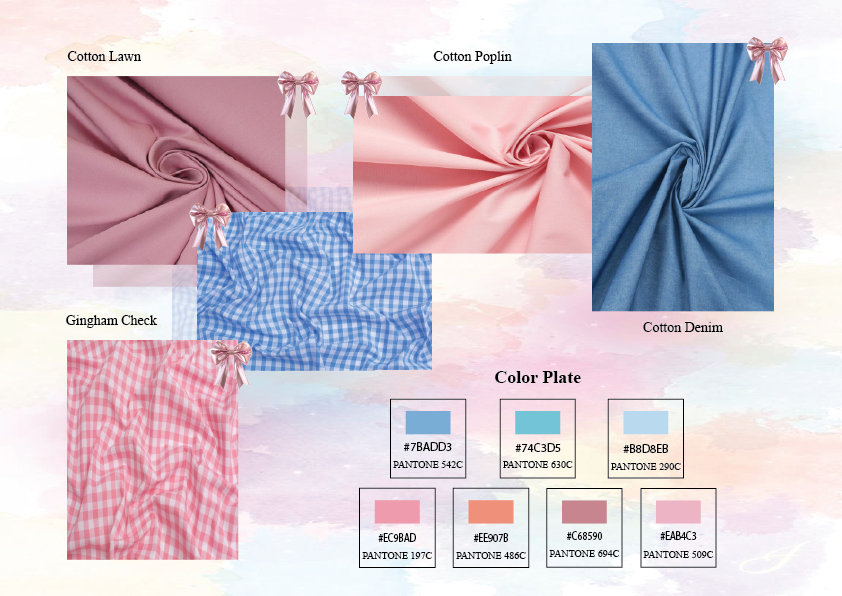 Cotton Lawn
Cotton Poplin
Gingham Check
Cotton Denim
Color Plate
#7BADD3
PANTONE 542C
#74C3D5
PANTONE 630C
#B8D8EB
PANTONE 290C
#EC9BAD
PANTONE 197C
#EE907B
PANTONE 486C
#C68590
PANTONE 694C
#EAB4C3
PANTONE 509C